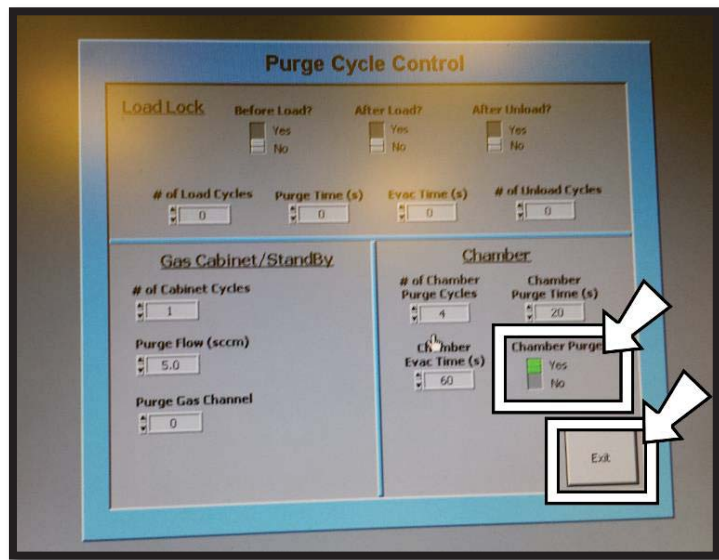 Purge Cycle Control
Load Lock
Before Load?
Yes
No
After Load?
Yes
No
After Unload?
Yes
No
# of Load Cycles
0
Purge Time (s)
0
Evac Time (s)
0
# of Unload Cycles
0
Gas Cabinet/StandBy
# of Cabinet Cycles
1
Purge Flow (sccm)
5.0
Purge Gas Channel
0
Chamber
# of Chamber
Purge Cycles
4
Chamber
Purge Time (s)
20
Evac Time (s)
60
Chamber Purge
Yes
No
Exit